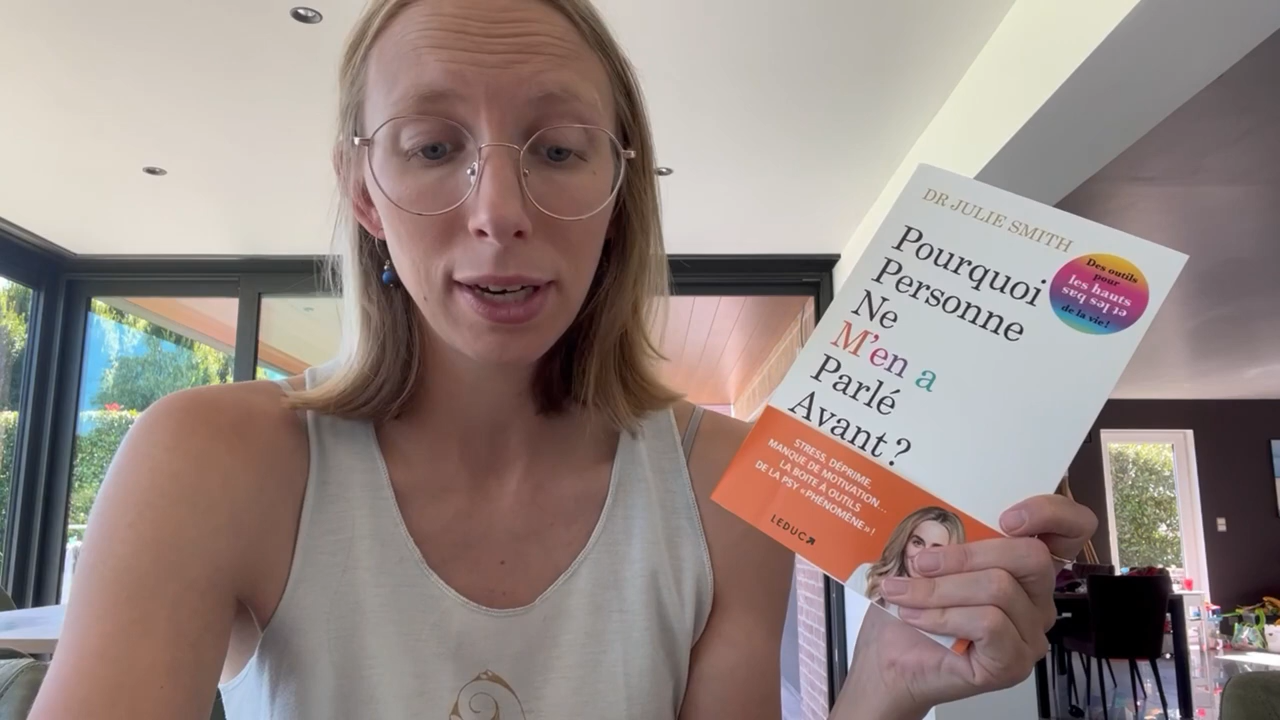 DR JULIE SMITH
Pourquoi
Personne
Ne
M'en a
Parlé
Avant ?
Des outils
pour
les hauts
et les bas
de la vie !
STRESS, DÉPRIME,
MANQUE DE MOTIVATION...
LA BOITE À OUTILS
DE LA PSY « PHÉNOMÈNE » !
LEDUC